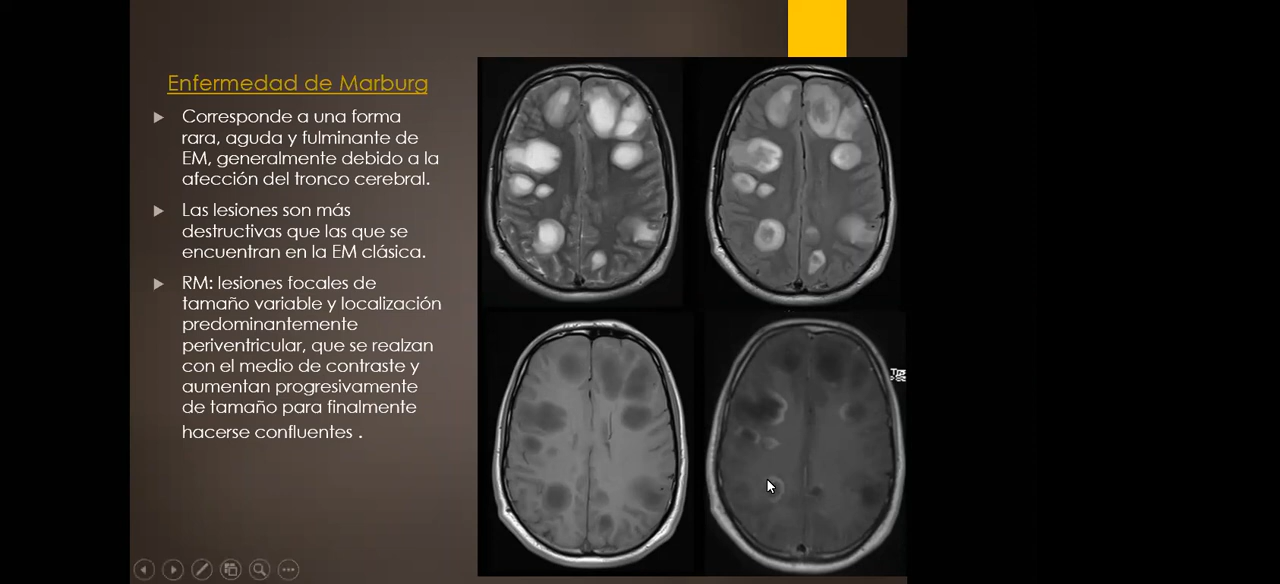 Enfermedad de Marburg
Corresponde a una forma
rara, aguda y fulminante de
EM, generalmente debido a la
afección del tronco cerebral.
Las lesiones son más
destructivas que las que se
encuentran en la EM clásica.
RM: lesiones focales de
tamaño variable y localización
predominantemente
periventricular, que se realzan
con el medio de contraste y
aumentan progresivamente
de tamaño para finalmente
hacerse confluentes .